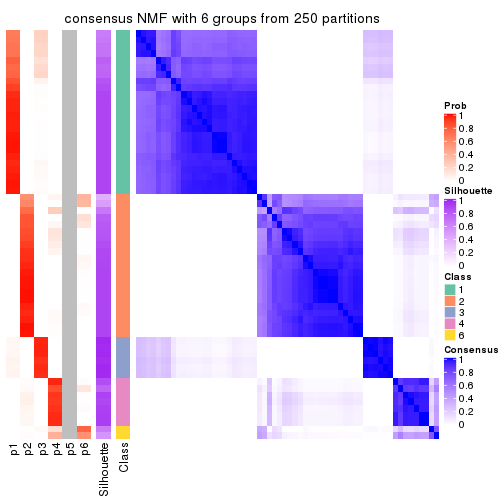 consensus NMF with 6 groups from 250 partitions
Prob
1
0.8
0.6
0.4
0.2
0
Silhouette
1
0.8
0.6
0.4
0.2
0
Class
1
2
3
4
6
Consensus
1
0.8
0.6
0.4
0.2
0
p1
p2
p3
p4
p5
p6
Silhouette
Class